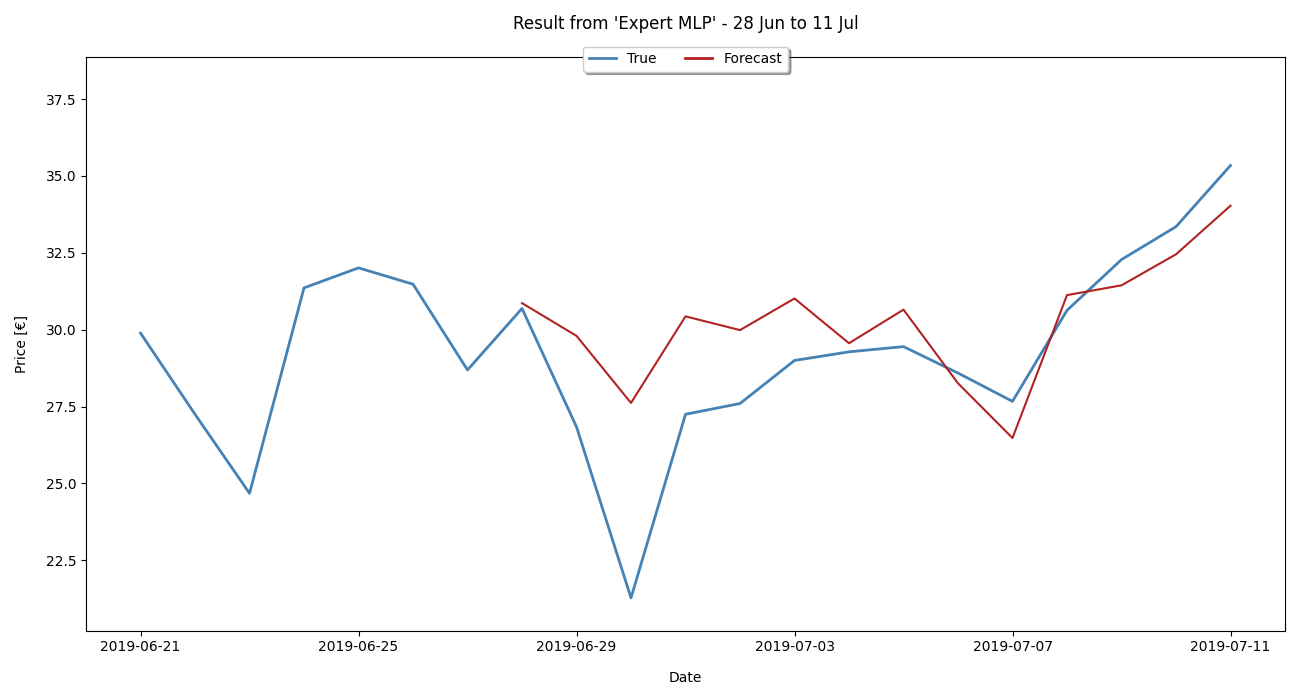 Result from 'Expert MLP' - 28 Jun to 11 Jul
True Forecast
37.5
35.0
32.5
30.0
27.5
25.0
22.5
Price [€]
2019-06-21 2019-06-25 2019-06-29 2019-07-03 2019-07-07 2019-07-11
Date